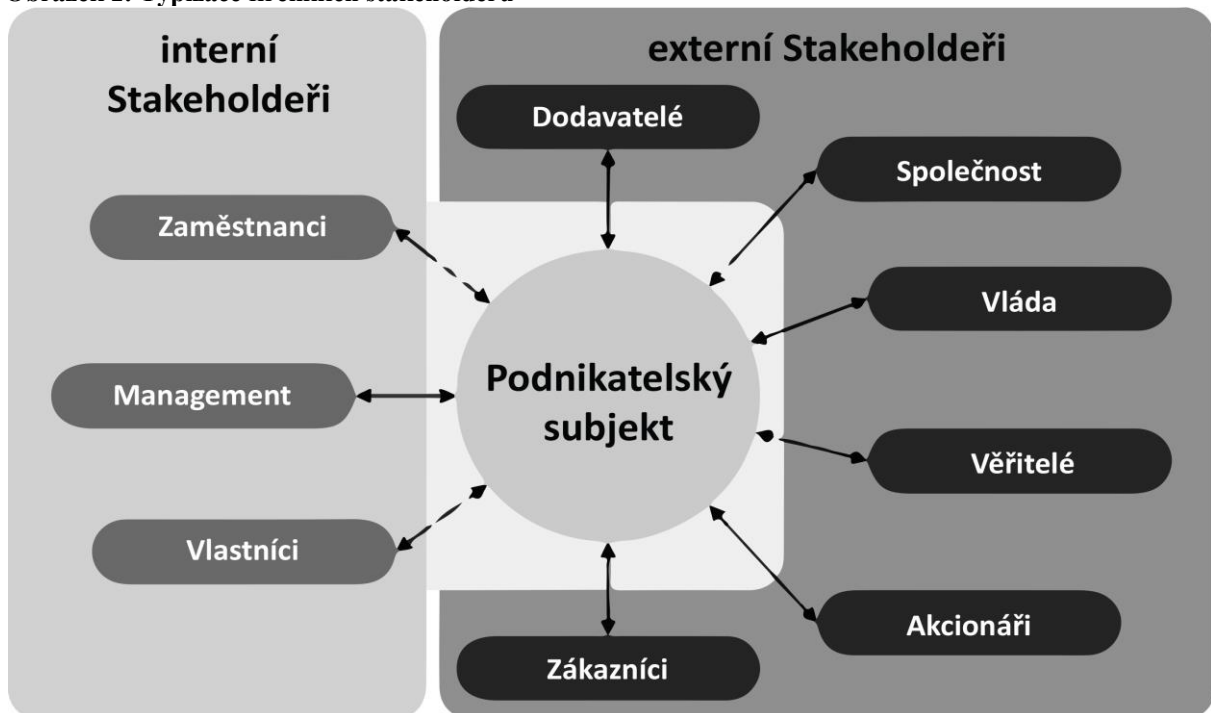 interní
Stakeholdeři
externí Stakeholdeři
Dodavatelé
Společnost
Zaměstnanci
Vláda
Podnikatelský
subjekt
Management
Věřitelé
Vlastníci
Akcionáři
Zákazníci